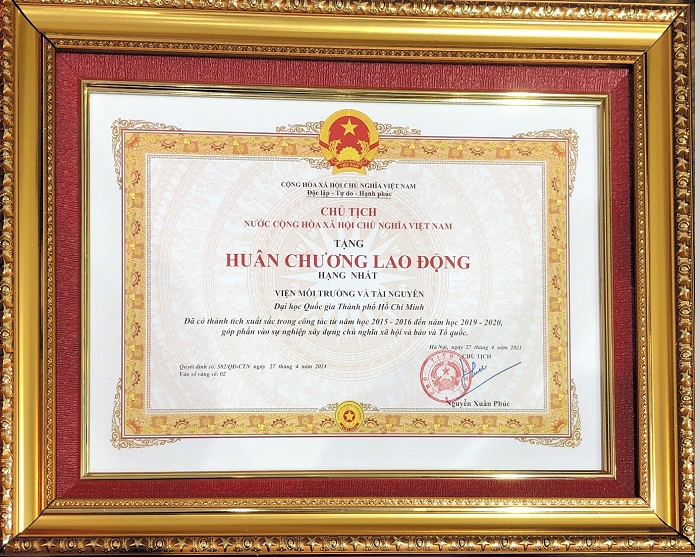 CỘNG HÒA XÃ HỘI CHỦ NGHĨA VIỆT NAM
Độc lập - Tự do - Hạnh phúc
CHỦ TỊCH
NƯỚC CỘNG HÒA XÃ HỘI CHỦ NGHĨA VIỆT NAM
TẶNG
HUÂN CHƯƠNG LAO ĐỘNG
HẠNG NHẤT
VIỆN MÔI TRƯỜNG VÀ TÀI NGUYÊN
Đại học Quốc gia Thành phố Hồ Chí Minh
Đã có thành tích xuất sắc trong công tác từ năm học 2015 - 2016 đến năm học 2019 - 2020,
góp phần vào sự nghiệp xây dựng chủ nghĩa xã hội và bảo vệ Tổ quốc.
Hà Nội, ngày 27 tháng 4 năm 2021
CHỦ TỊCH
Quyết định số: 582/QĐ-CTN ngày 27 tháng 4 năm 2021
Vào sổ vàng số: 02
Nguyễn Xuân Phúc